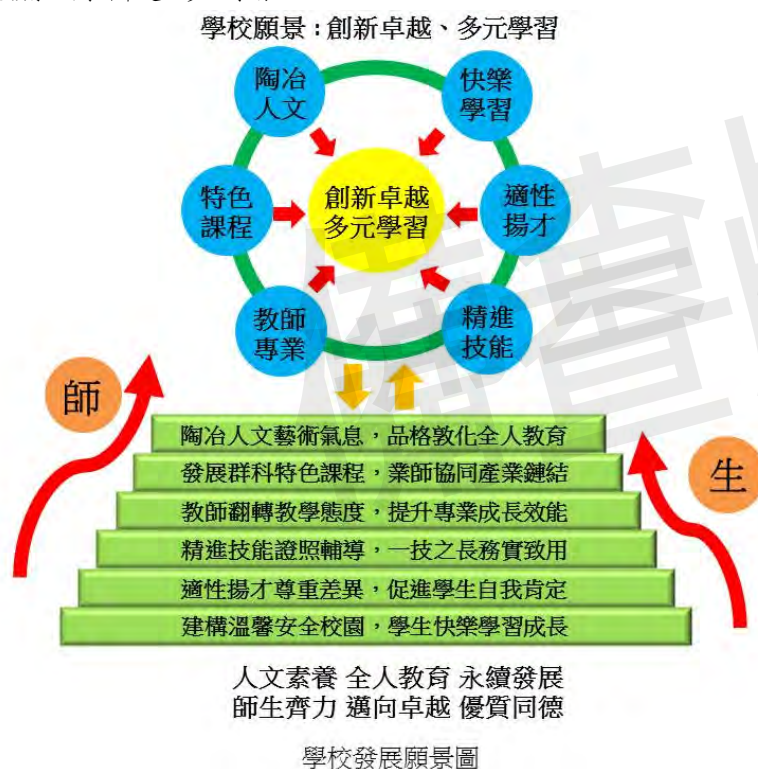 學校願景：創新卓越、多元學習
陶冶
人文
快樂
學習
特色
課程
創新卓越
多元學習
適性
揚才
教師
專業
精進
技能
師
生
陶冶人文藝術氣息，品格敦化全人教育
發展群科特色課程，業師協同產業鏈結
教師翻轉教學態度，提升專業成長效能
精進技能證照輔導，一技之長務實致用
適性揚才尊重差異，促進學生自我肯定
建構溫馨安全校園，學生快樂學習成長
人文素養 全人教育 永續發展
師生齊力 邁向卓越 優質同德
學校發展願景圖
備查